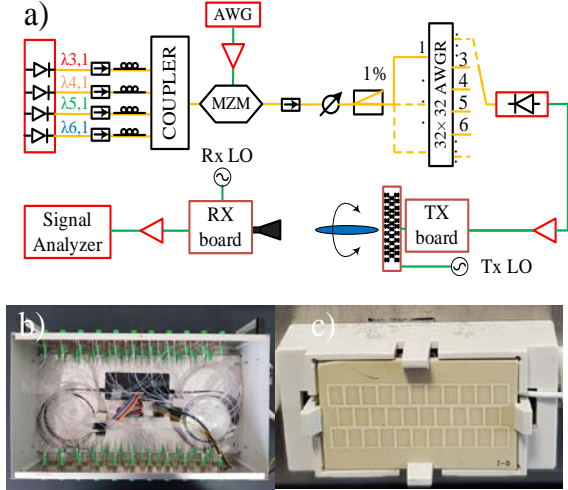 a)
AWG
λ3,1
λ4,1
λ5,1
λ6,1
COUPLER
MZM
1%
1
32× 32 AWGR
3
4
5
6
Rx LO
Signal
Analyzer
RX
board
TX
board
Tx LO
b)
c)